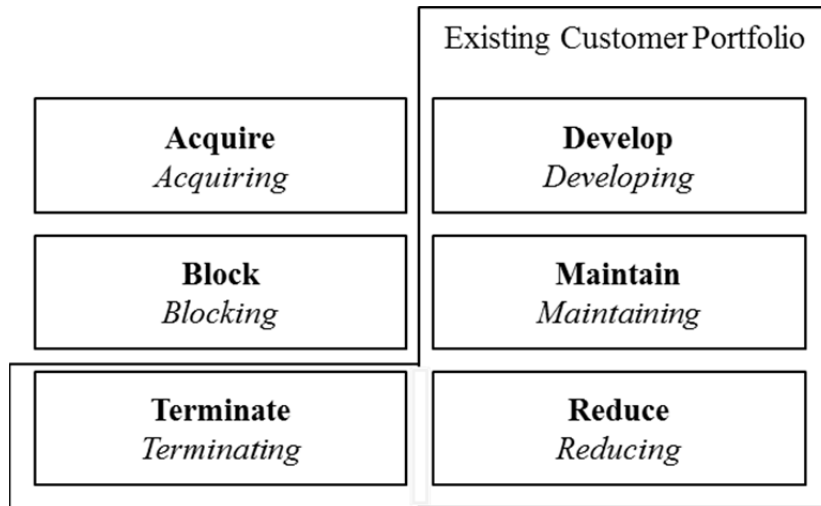 Existing Customer Portfolio
Acquire
Acquiring
Develop
Developing
Block
Blocking
Maintain
Maintaining
Terminate
Terminating
Reduce
Reducing